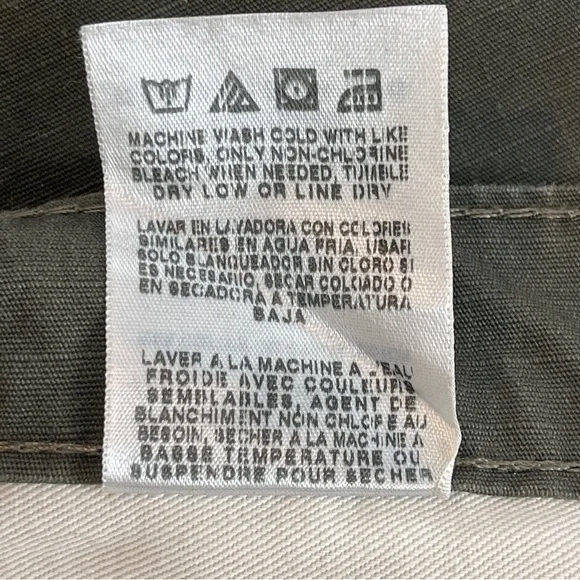 MACHINE WASH COLD WITH LIKE
COLORS, ONLY NON-CHLORINE
BLEACH WHEN NEEDED, TUMBLE
DRY LOW OR LINE DRY
LAVAR EN LAVADORA CON COLORES
SIMILARES EN AGUA FRIA, USAR
SOLO BLANQUEADOR SIN CLORO SI
ES NECESARIO, SECAR COLGADO O
EN SECADORA A TEMPERATURA
BAJA
LAVER A LA MACHINE A L'EAU
FROIDE AVEC COULEURS
SEMBLABLES, AGENT DE
BLANCHIMENT NON CHLORE AU
BESOIN, SECHER A LA MACHINE A
BASSE TEMPERATURE OU
SUSPENDRE POUR SECHER